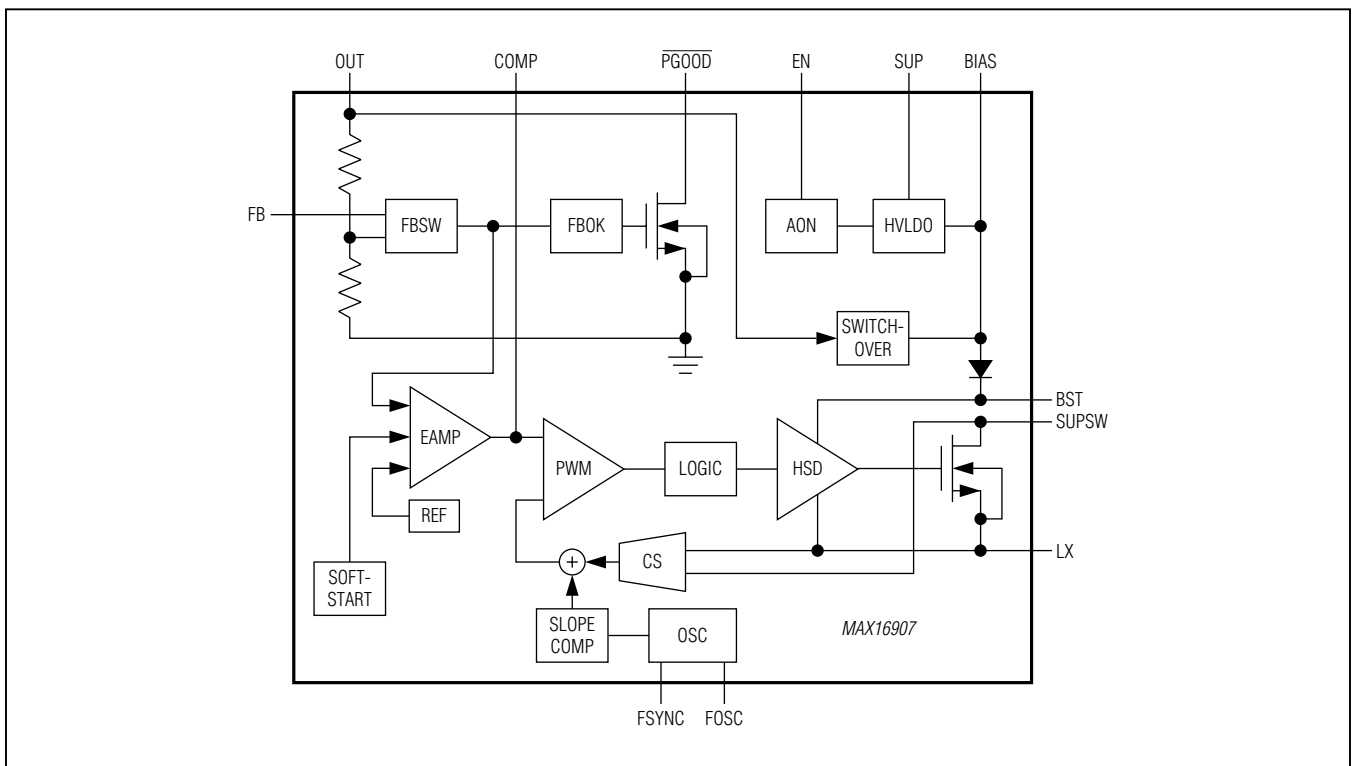 OUT
COMP
PGOOD
EN
SUP
BIAS
FB
FBSW
FBOK
AON
HVLDO
SWITCH-
OVER
BST
SUPSW
EAMP
PWM
LOGIC
HSD
REF
LX
CS
+
SOFT-
START
SLOPE
COMP
OSC
MAX16907
FSYNC
FOSC